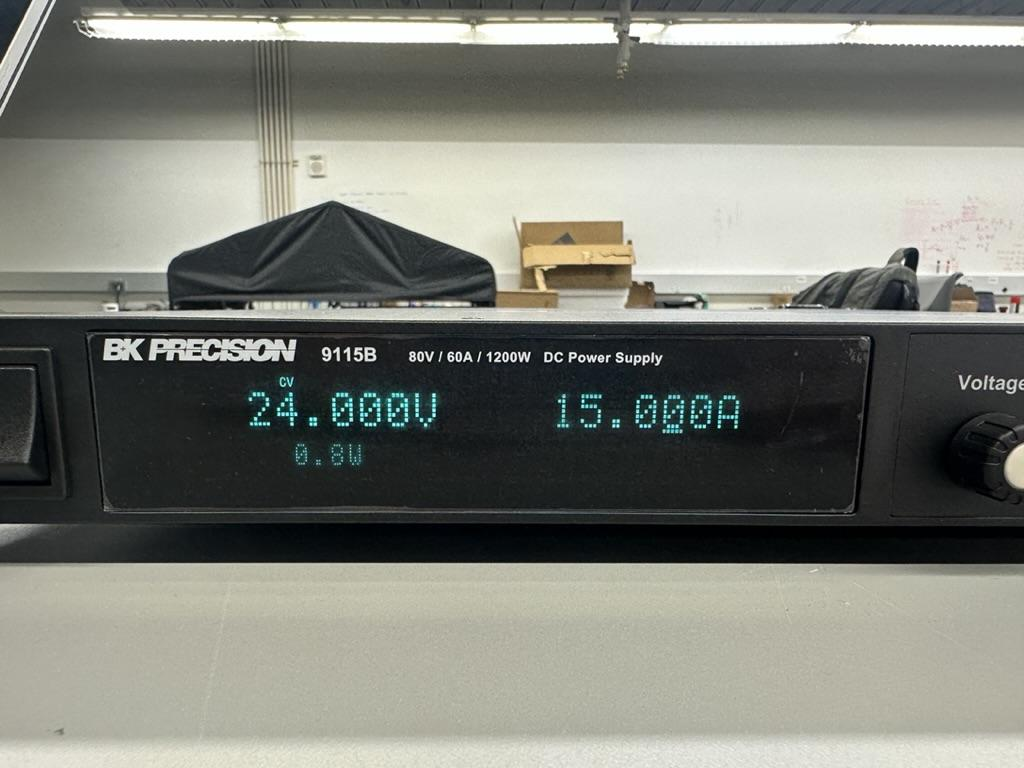 BK PRECISION 9115B 80V / 60A / 1200W DC Power Supply
Voltage
CV
24.000V 15.000A
0.8W